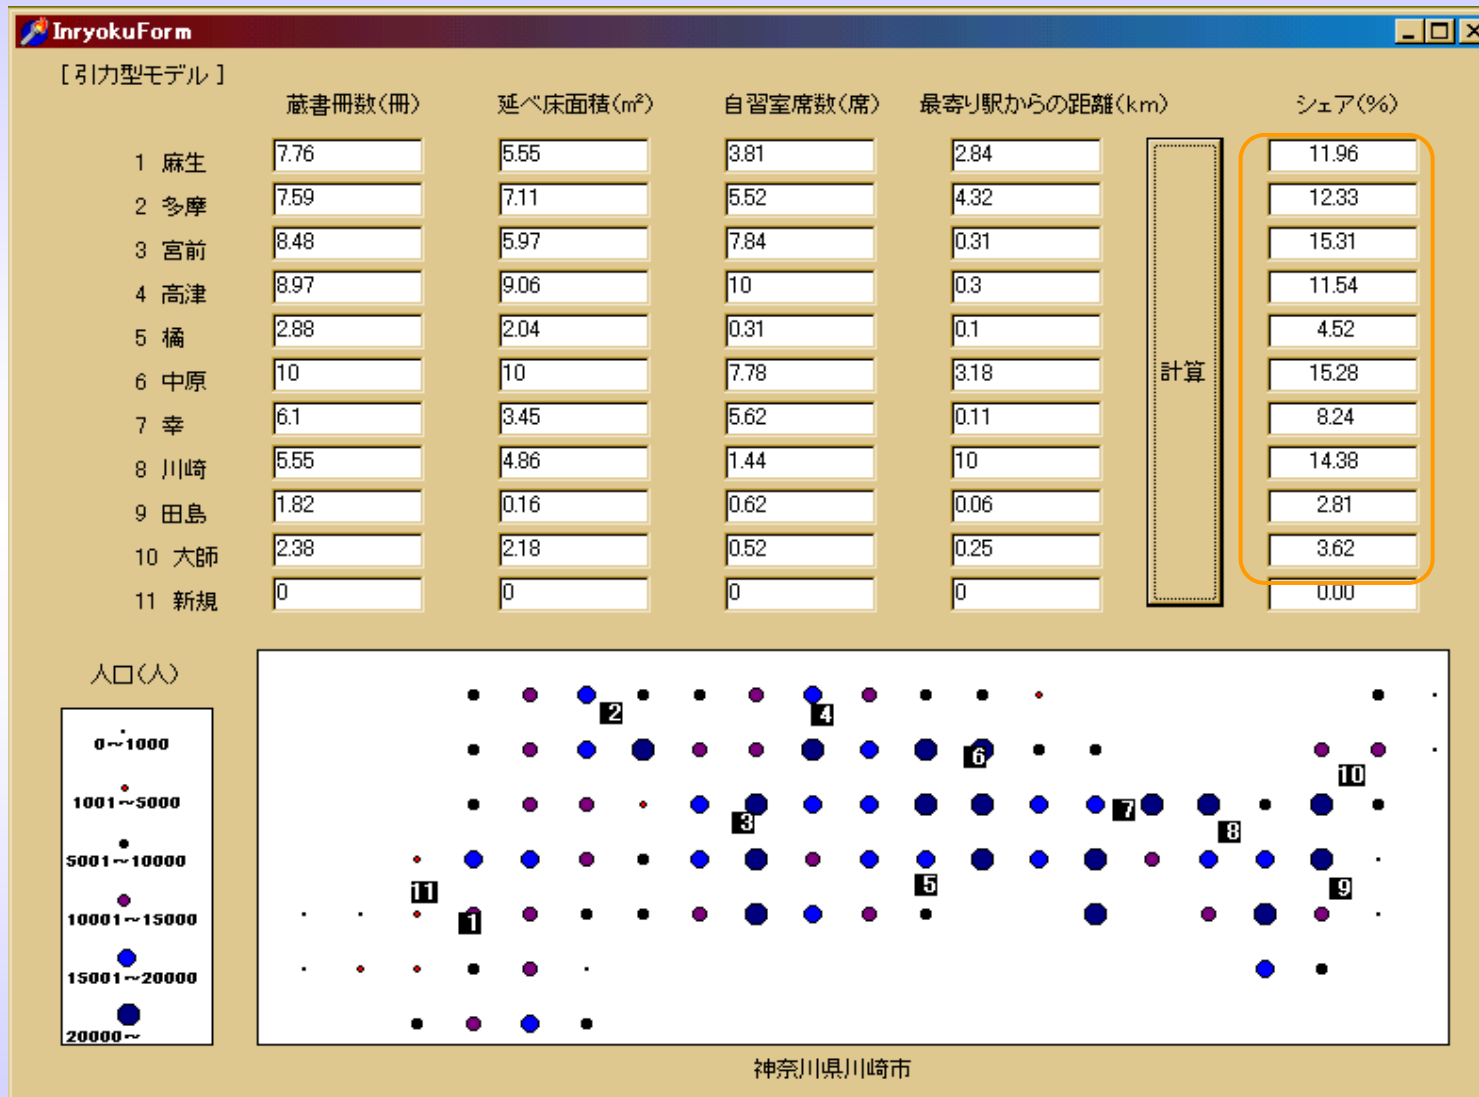 InryokuForm
[引力型モデル]
蔵書冊数(冊) 延べ床面積(m²) 自習室席数(席) 最寄り駅からの距離(km) シェア(%)
1 麻生 7.76 5.55 3.81 2.84 11.96
2 多摩 7.59 7.11 5.52 4.32 12.33
3 宮前 8.48 5.97 7.84 0.31 15.31
4 高津 8.97 9.06 10 0.3 11.54
5 橘 2.88 2.04 0.31 0.1 4.52
6 中原 10 10 7.78 3.18 計算 15.28
7 幸 6.1 3.45 5.62 0.11 8.24
8 川崎 5.55 4.86 1.44 10 14.38
9 田島 1.82 0.16 0.62 0.06 2.81
10 大師 2.38 2.18 0.52 0.25 3.62
11 新規 0 0 0 0 0.00
人口(人)
0～1000
1001～5000
5001～10000
10001～15000
15001～20000
20000～
2 4
6
10
3 7 8
11 5 9
1
神奈川県川崎市